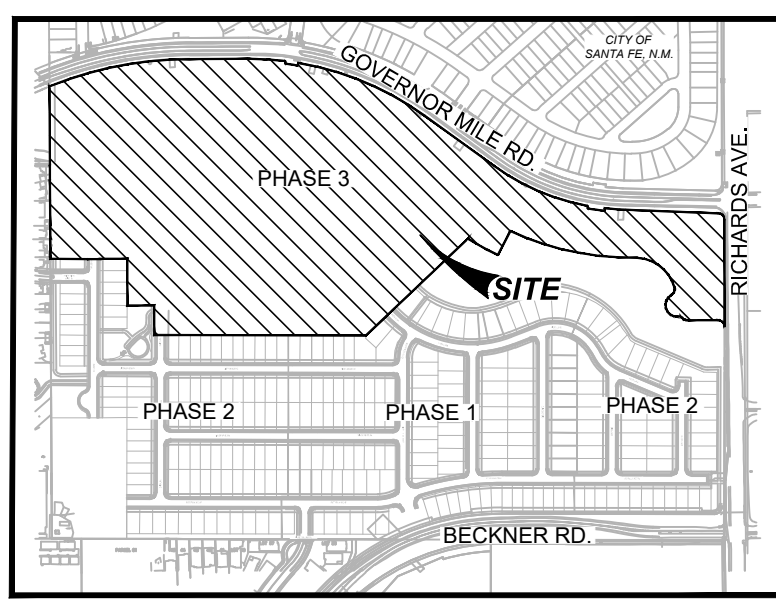 CITY OF
SANTA FE, N.M.
GOVERNOR MILE RD.
PHASE 3
RICHARDS AVE.
SITE
PHASE 2
PHASE 1
PHASE 2
BECKNER RD.